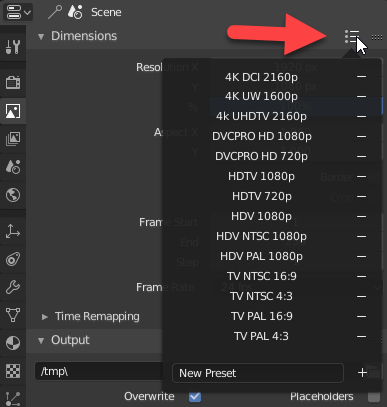 Scene
Dimensions
Resolution X
4K DCI 2160p
Y
4K UW 1600p
%
4k UHDTV 2160p
Aspect X
DVCPRO HD 1080p
Y
DVCPRO HD 720p
HDTV 1080p
HDTV 720p
Frame Start
HDV 1080p
End
HDV NTSC 1080p
Step
HDV PAL 1080p
Frame Rate
TV NTSC 16:9
TV NTSC 4:3
Time Remapping
TV PAL 16:9
Output
TV PAL 4:3
/tmp\
New Preset
Overwrite
Placeholders